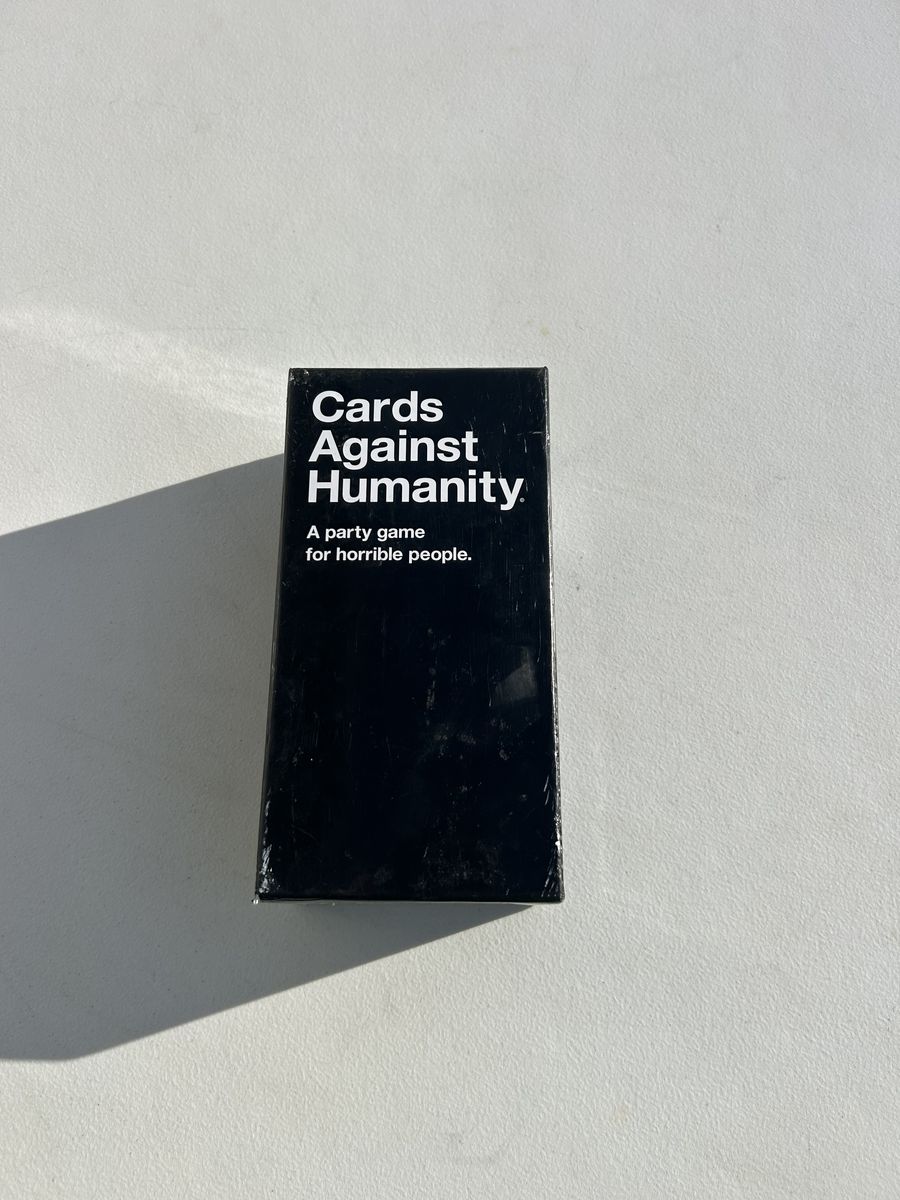 Cards
Against
Humanity®
A party game
for horrible people.